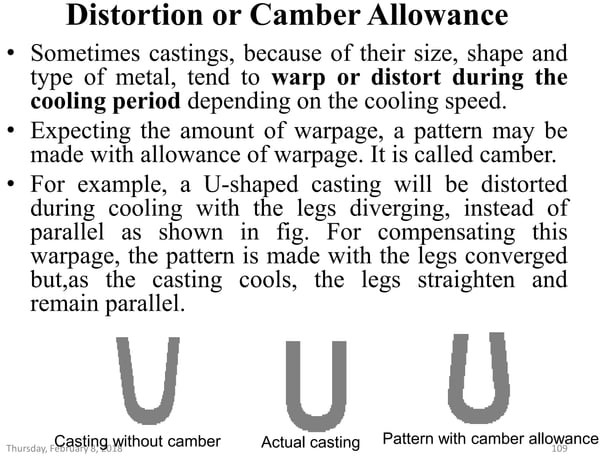 Distortion or Camber Allowance
• Sometimes castings, because of their size, shape and
type of metal, tend to warp or distort during the
cooling period depending on the cooling speed.
• Expecting the amount of warpage, a pattern may be
made with allowance of warpage. It is called camber.
• For example, a U-shaped casting will be distorted
during cooling with the legs diverging, instead of
parallel as shown in fig. For compensating this
warpage, the pattern is made with the legs converged
but,as the casting cools, the legs straighten and
remain parallel.
Casting without camber
Actual casting
Pattern with camber allowance
Thursday, February 8, 2018
109